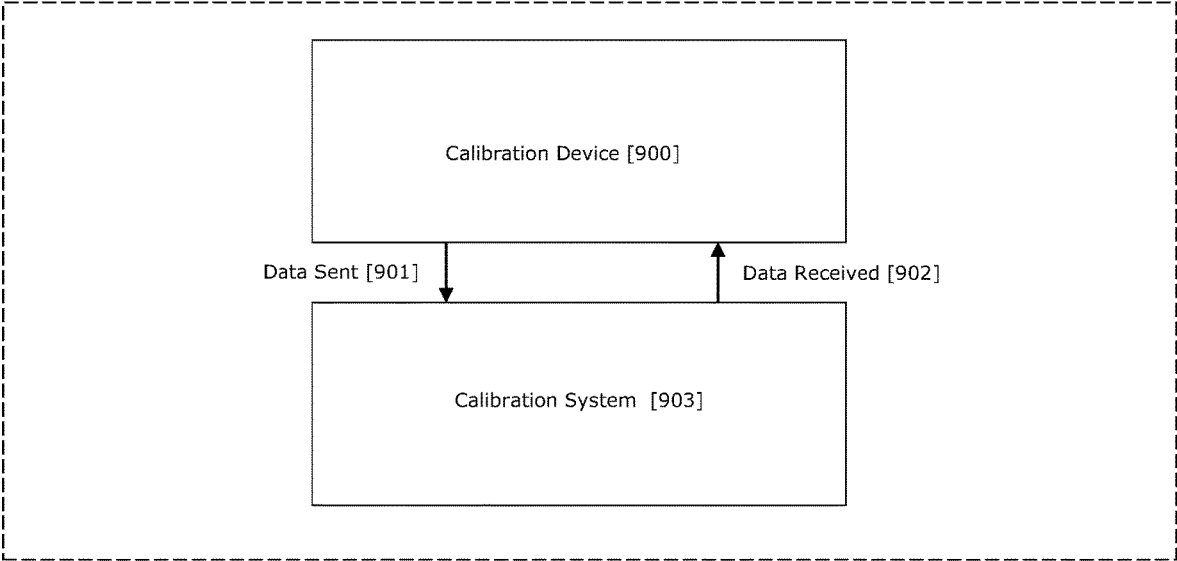 Calibration Device [900]
Data Sent [901]
Data Received [902]
Calibration System [903]